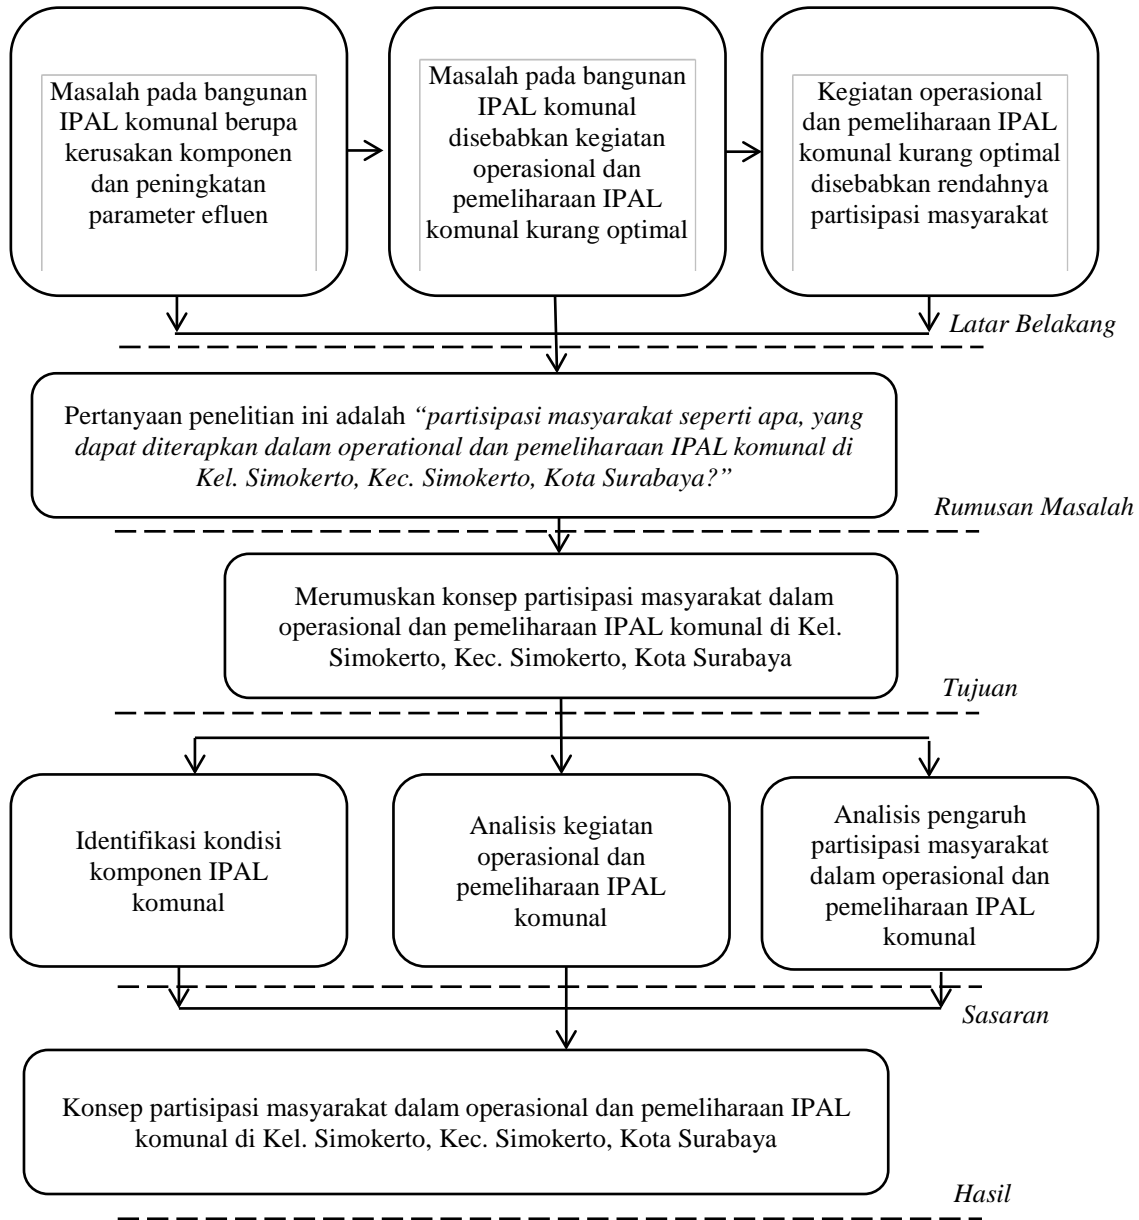 Masalah pada bangunan
IPAL komunal berupa
kerusakan komponen
dan peningkatan
parameter efluen
Masalah pada bangunan
IPAL komunal
disebabkan kegiatan
operasional dan
pemeliharaan IPAL
komunal kurang optimal
Kegiatan operasional
dan pemeliharaan IPAL
komunal kurang optimal
disebabkan rendahnya
partisipasi masyarakat
Latar Belakang
Pertanyaan penelitian ini adalah “partisipasi masyarakat seperti apa, yang
dapat diterapkan dalam operational dan pemeliharaan IPAL komunal di
Kel. Simokerto, Kec. Simokerto, Kota Surabaya?”
Rumusan Masalah
Merumuskan konsep partisipasi masyarakat dalam
operasional dan pemeliharaan IPAL komunal di Kel.
Simokerto, Kec. Simokerto, Kota Surabaya
Tujuan
Identifikasi kondisi
komponen IPAL
komunal
Analisis kegiatan
operasional dan
pemeliharaan IPAL
komunal
Analisis pengaruh
partisipasi masyarakat
dalam operasional dan
pemeliharaan IPAL
komunal
Sasaran
Konsep partisipasi masyarakat dalam operasional dan pemeliharaan IPAL
komunal di Kel. Simokerto, Kec. Simokerto, Kota Surabaya
Hasil